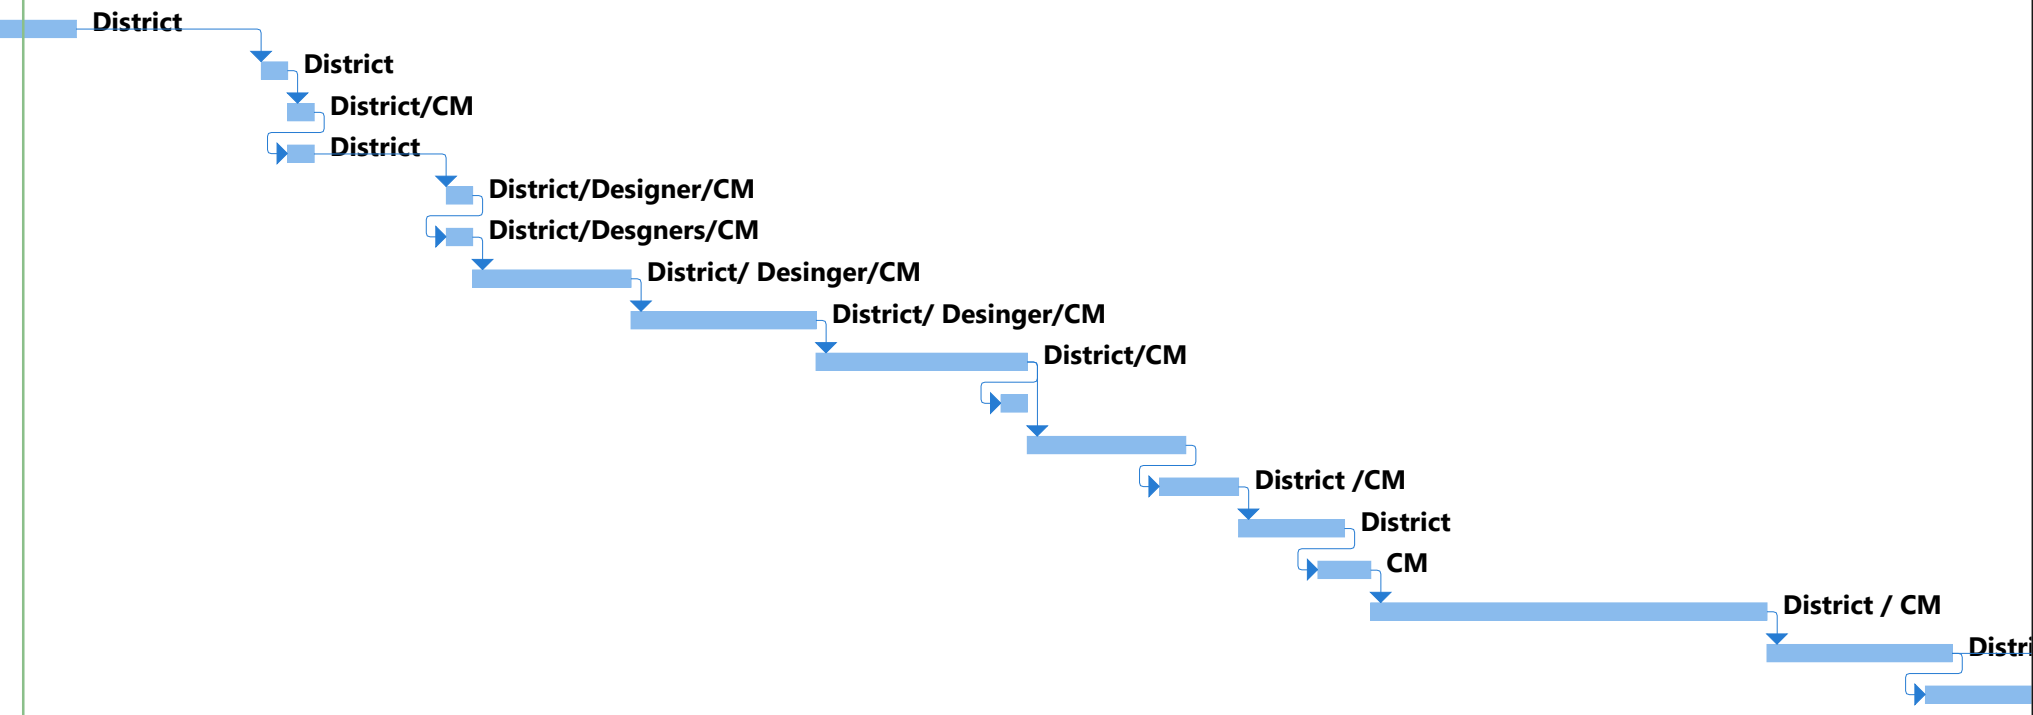 District
District
District/CM
District
District/Designer/CM
District/Desgners/CM
District/ Desinger/CM
District/ Desinger/CM
District/CM
District /CM
District
CM
District / CM
Distri